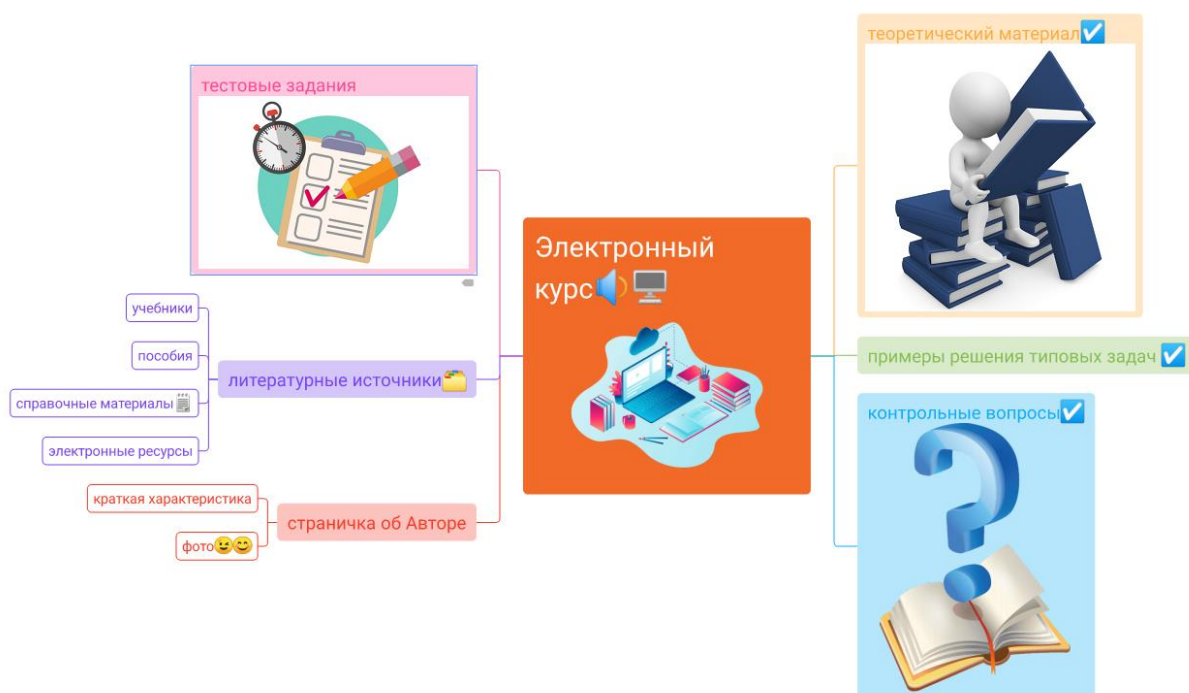 Электронный
курс
тестовые задания
литературные источники
учебники
пособия
справочные материалы
электронные ресурсы
страничка об Авторе
краткая характеристика
фото
теоретический материал
примеры решения типовых задач
контрольные вопросы